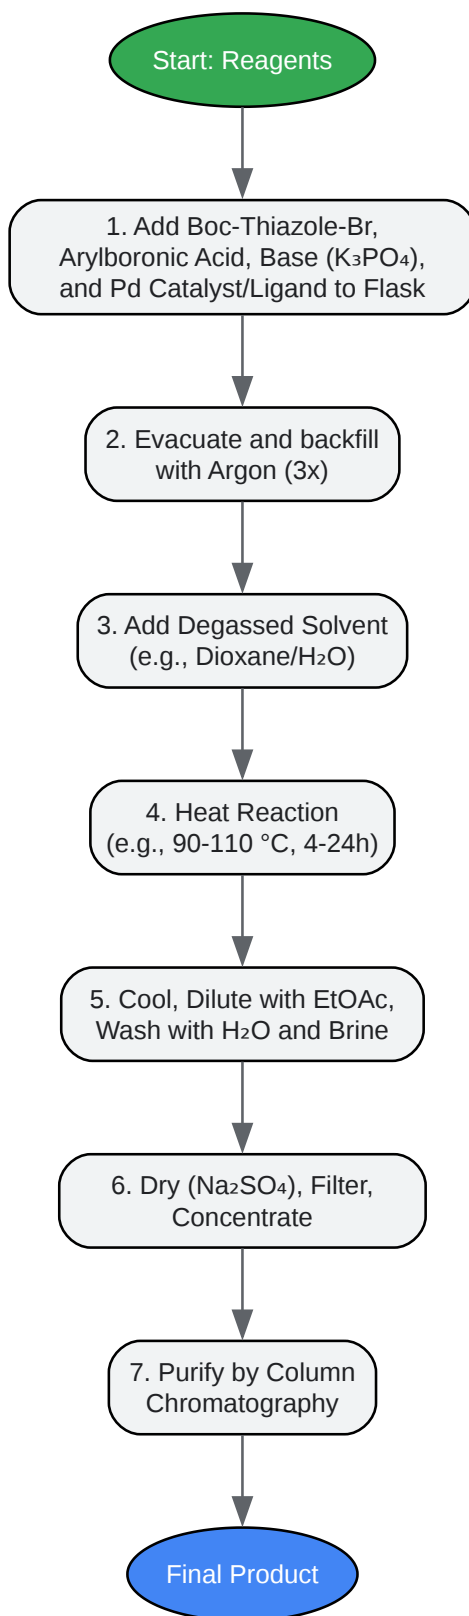 Start: Reagents
1. Add Boc-Thiazole-Br,
Arylboronic Acid, Base (K₃PO₄),
and Pd Catalyst/Ligand to Flask
2. Evacuate and backfill
with Argon (3x)
3. Add Degassed Solvent
(e.g., Dioxane/H₂O)
4. Heat Reaction
(e.g., 90-110 °C, 4-24h)
5. Cool, Dilute with EtOAc,
Wash with H₂O and Brine
6. Dry (Na₂SO₄), Filter,
Concentrate
7. Purify by Column
Chromatography
Final Product